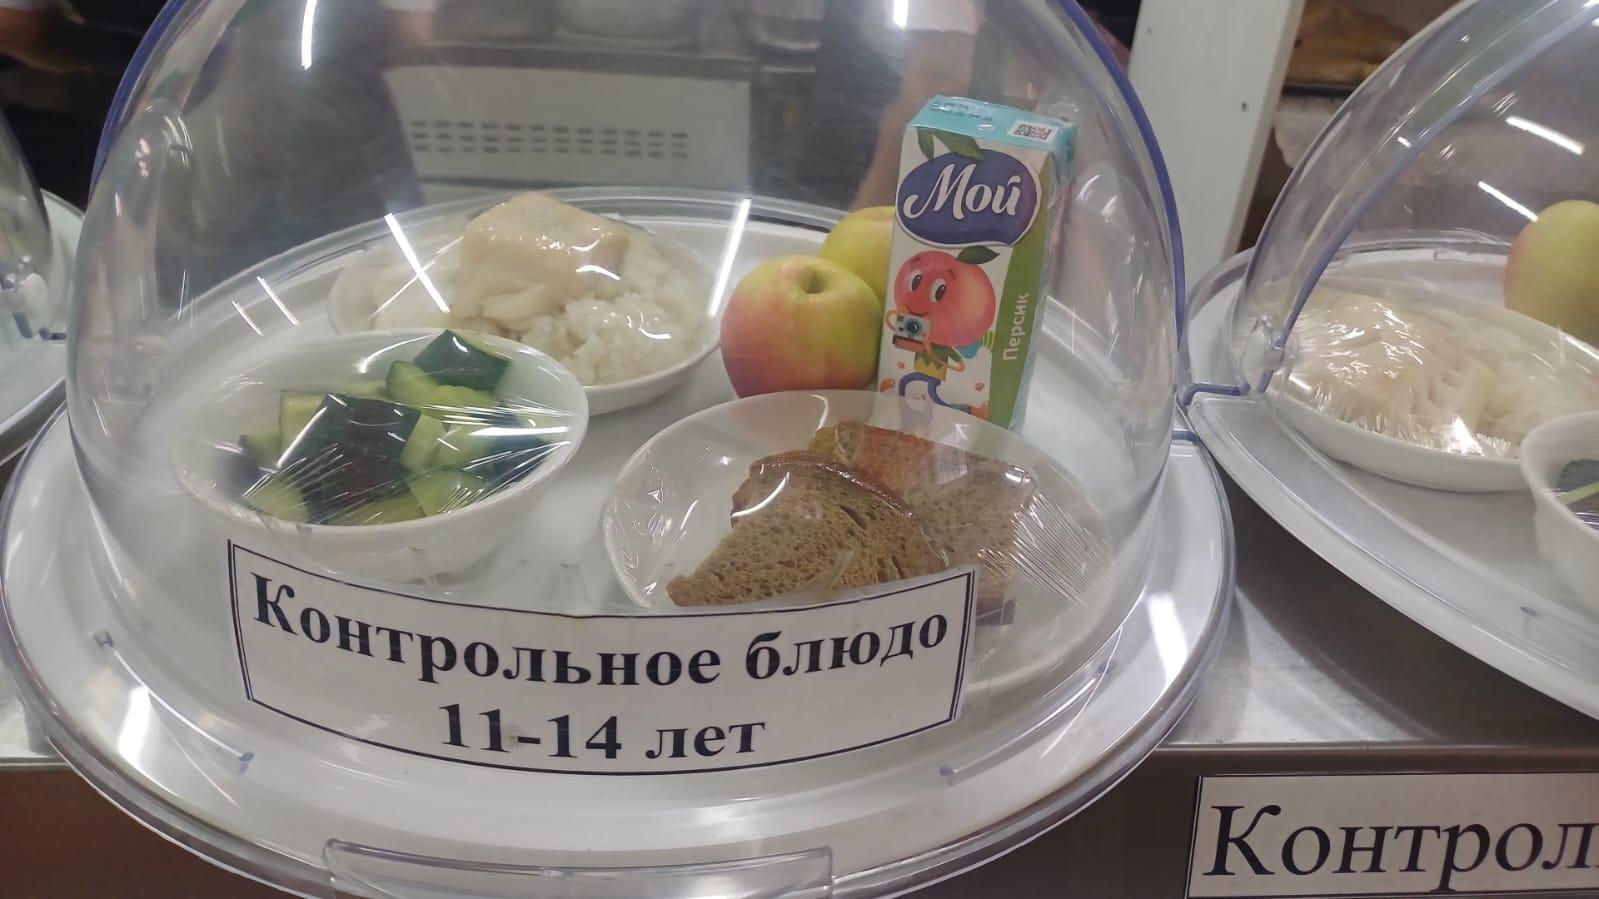 Мой
Персик
Контрольное блюдо
11-14 лет
Контрол